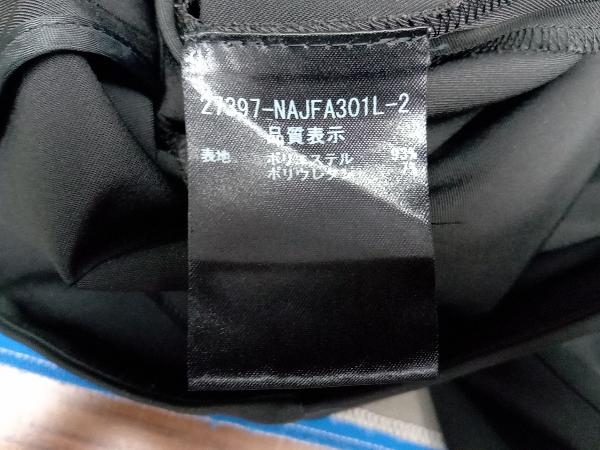 27397-NAJFA301L-2
品質表示
表地 ポリエステル 93%
ポリウレタン 7%